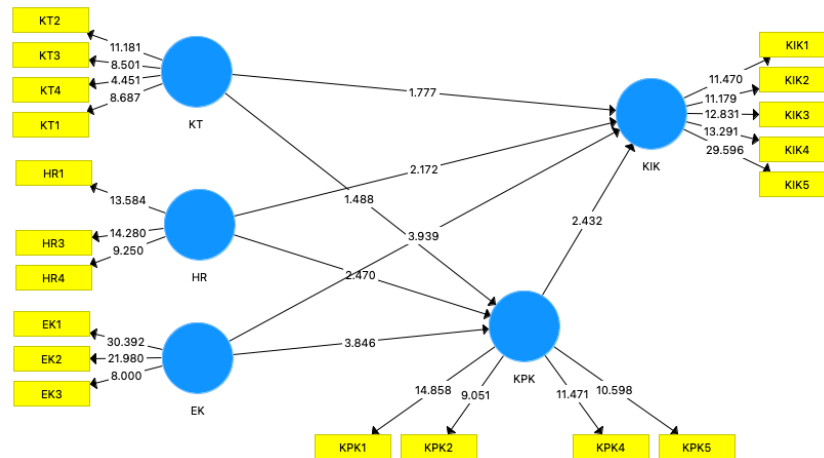 KT2
KT3
KT4
KT1
11.181
8.501
4.451
8.687
KT
HR1
HR3
HR4
13.584
14.280
9.250
HR
EK1
EK2
EK3
30.392
21.980
8.000
EK
1.777
2.172
1.488
3.939
2.470
3.846
2.432
KIK
11.470
11.179
12.831
13.291
29.596
KIK1
KIK2
KIK3
KIK4
KIK5
KPK
14.858
9.051
11.471
10.598
KPK1
KPK2
KPK4
KPK5